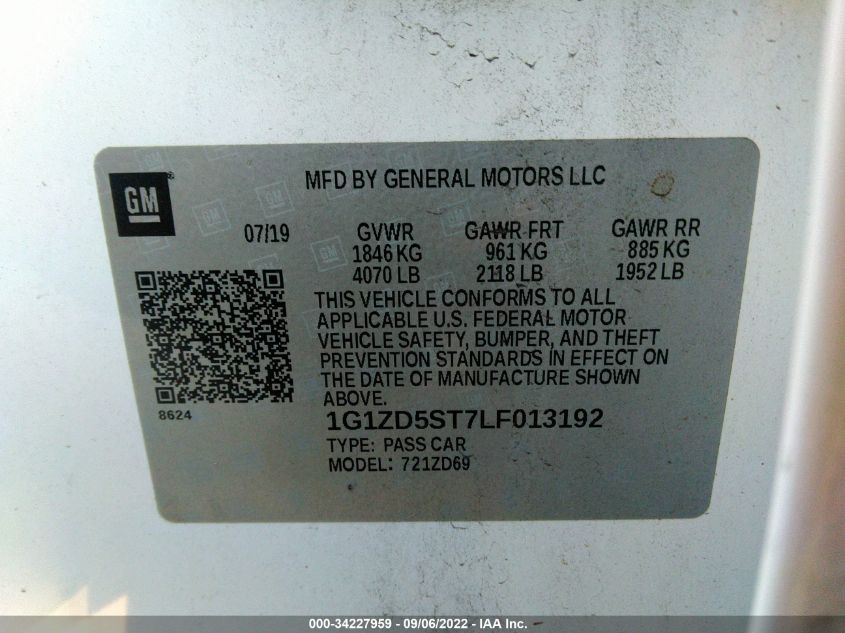 GM
MFD BY GENERAL MOTORS LLC
07/19 GVWR GAWR FRT GAWR RR
1846 KG 961 KG 885 KG
4070 LB 2118 LB 1952 LB
THIS VEHICLE CONFORMS TO ALL
APPLICABLE U.S. FEDERAL MOTOR
VEHICLE SAFETY, BUMPER, AND THEFT
PREVENTION STANDARDS IN EFFECT ON
THE DATE OF MANUFACTURE SHOWN
ABOVE.
8624
1G1ZD5ST7LF013192
TYPE: PASS CAR
MODEL: 721ZD69
000-34227959 - 09/06/2022 - IAA Inc.